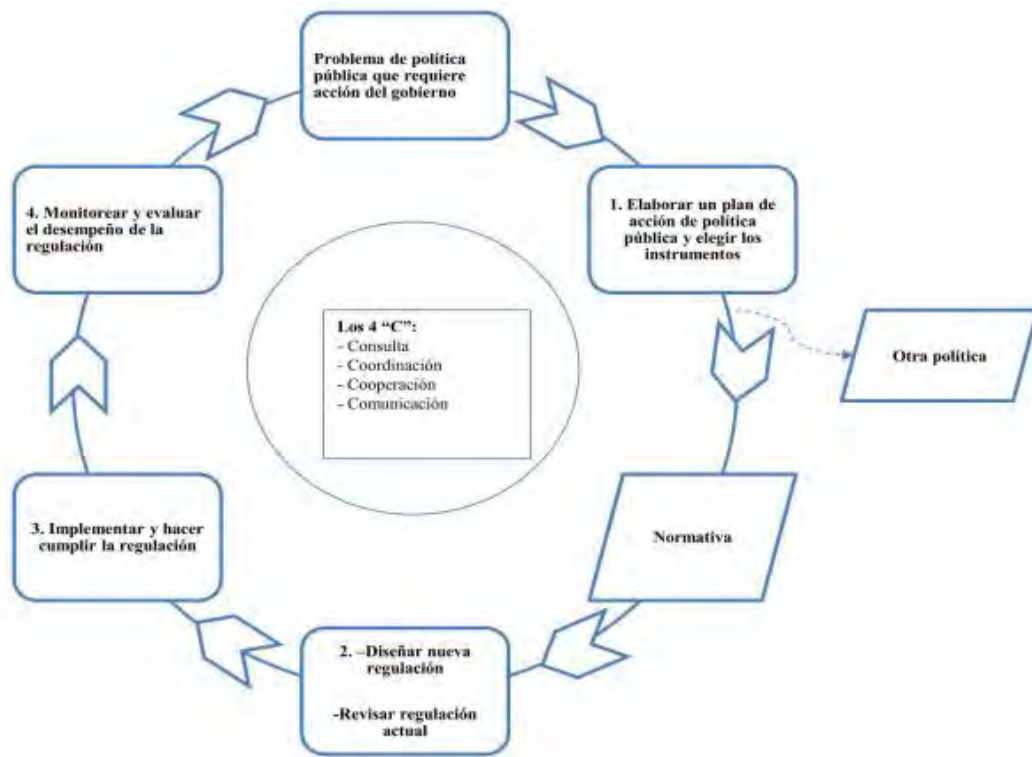 Problema de política
pública que requiere
acción del gobierno
1. Elaborar un plan de
acción de política
pública y elegir los
instrumentos
Otra política
Normativa
2. –Diseñar nueva
regulación
-Revisar regulación
actual
3. Implementar y hacer
cumplir la regulación
4. Monitorear y evaluar
el desempeño de la
regulación
Los 4 “C”:
- Consulta
- Coordinación
- Cooperación
- Comunicación